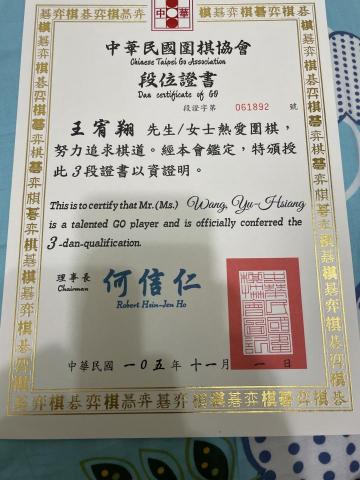 中華
中華民國圍棋協會
Chinese Taipei Go Association
段位證書
Dan certificate of GO
段證字第 061892 號
王宥翔 先生/女士熱愛圍棋，
努力追求棋道。經本會鑑定，特頒授
此3段證書以資證明。
This is to certify that Mr.(Ms.) Wang, Yu-Hsiang
is a talented GO player and is officially conferred the
3-dan-qualification.
理事長 何信仁
Chairman
Robert Hsin-Jen Ho
中華民國 一〇五 年 十一 月 一 日